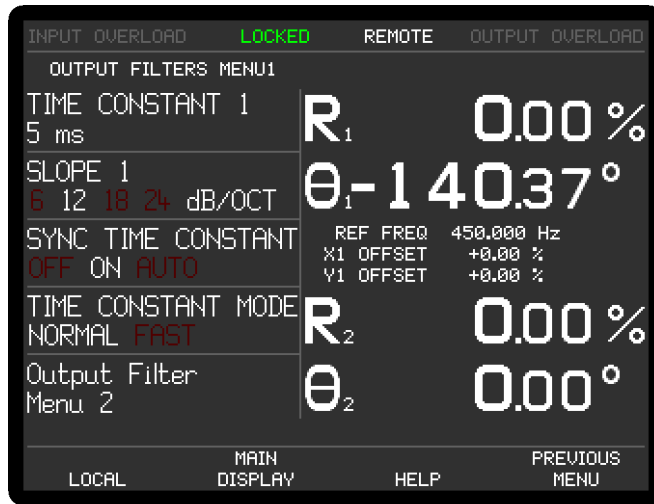 INPUT OVERLOAD LOCKED REMOTE OUTPUT OVERLOAD
OUTPUT FILTERS MENU1
TIME CONSTANT 1
5 ms
SLOPE 1
6 12 18 24 dB/OCT
SYNC TIME CONSTANT
OFF ON AUTO
TIME CONSTANT MODE
NORMAL FAST
Output Filter
Menu 2
R1 0.00 %
θ1 -140.37°
REF FREQ 450.000 Hz
X1 OFFSET +0.00 %
Y1 OFFSET +0.00 %
R2 0.00 %
θ2 0.00°
LOCAL
MAIN
DISPLAY
HELP
PREVIOUS
MENU